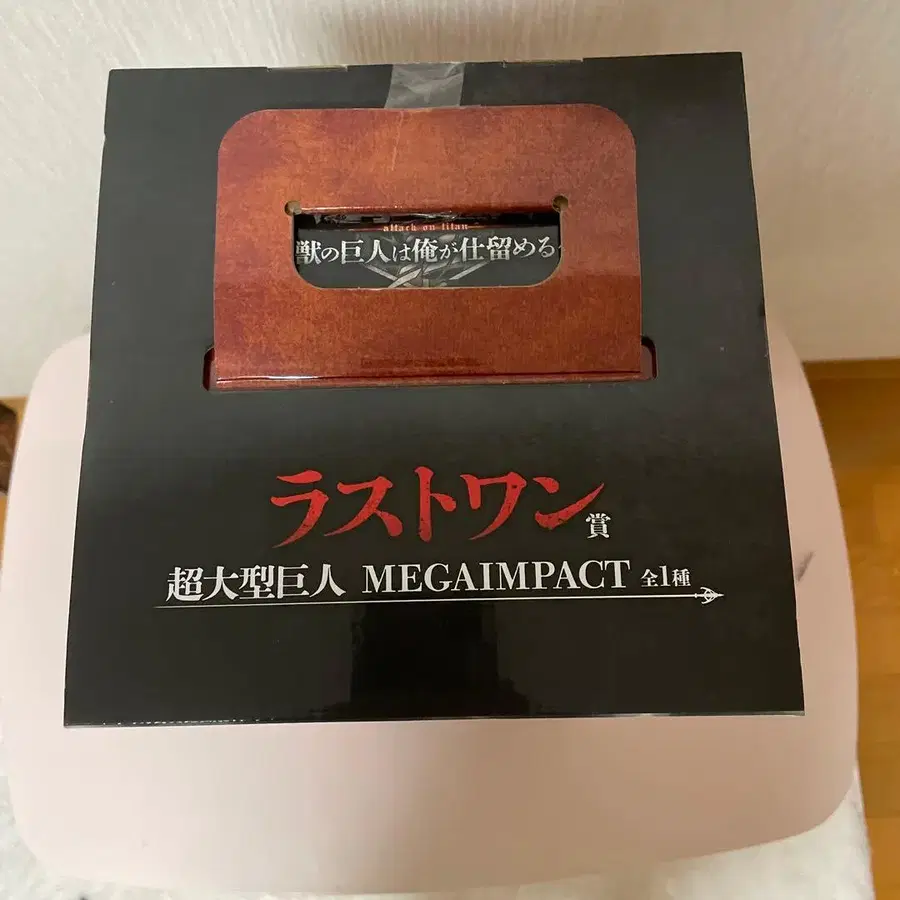 attack on titan
獣の巨人は俺が仕留める
ラストワン賞
超大型巨人 MEGAIMPACT 全1種